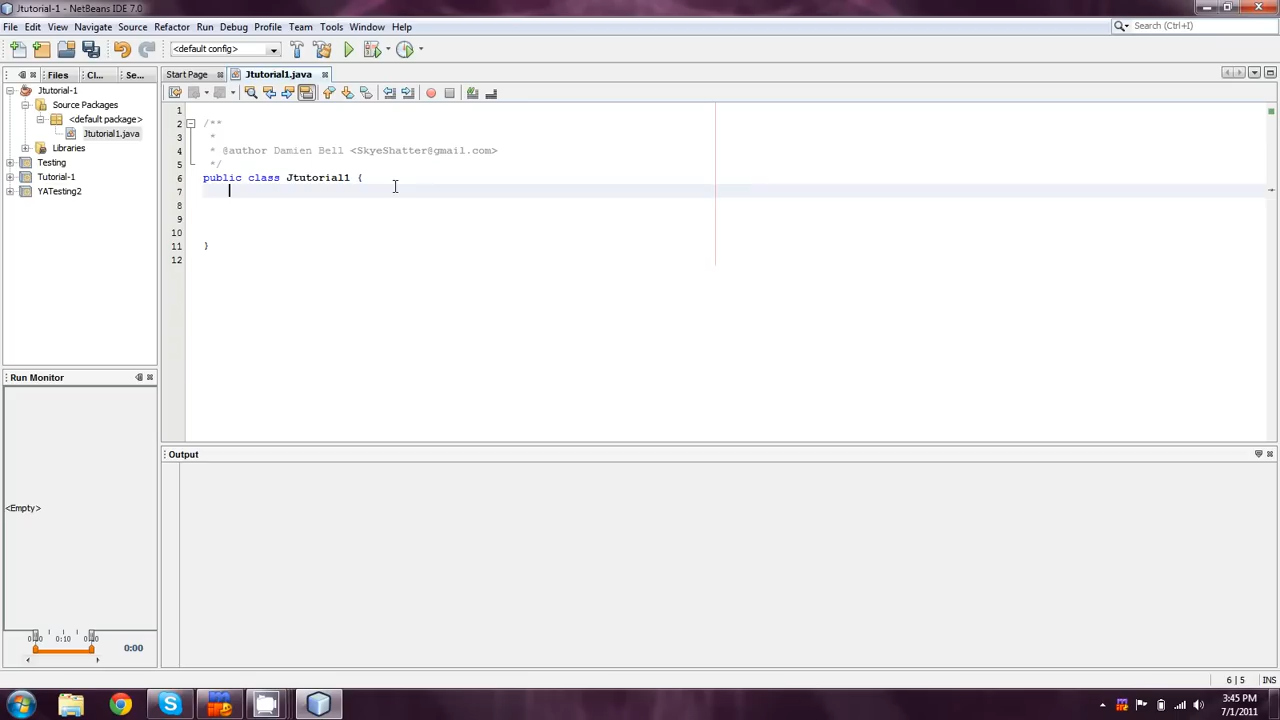 Jtutorial-1 - NetBeans IDE 7.0
File Edit View Navigate Source Refactor Run Debug Profile Team Tools Window Help
Search (Ctrl+I)
<default config>
Files Cl... Se...
Start Page Jtutorial1.java
Jtutorial-1
Source Packages
<default package>
Jtutorial1.java
Libraries
Testing
Tutorial-1
YATesting2
1
2 /**
3 *
4 * @author Damien Bell <SkyeShatter@gmail.com>
5 */
6 public class Jtutorial1 {
7
8
9
10
11 }
12
Run Monitor
<Empty>
0:10
0:00
Output
6 | 5 INS
3:45 PM
7/1/2011